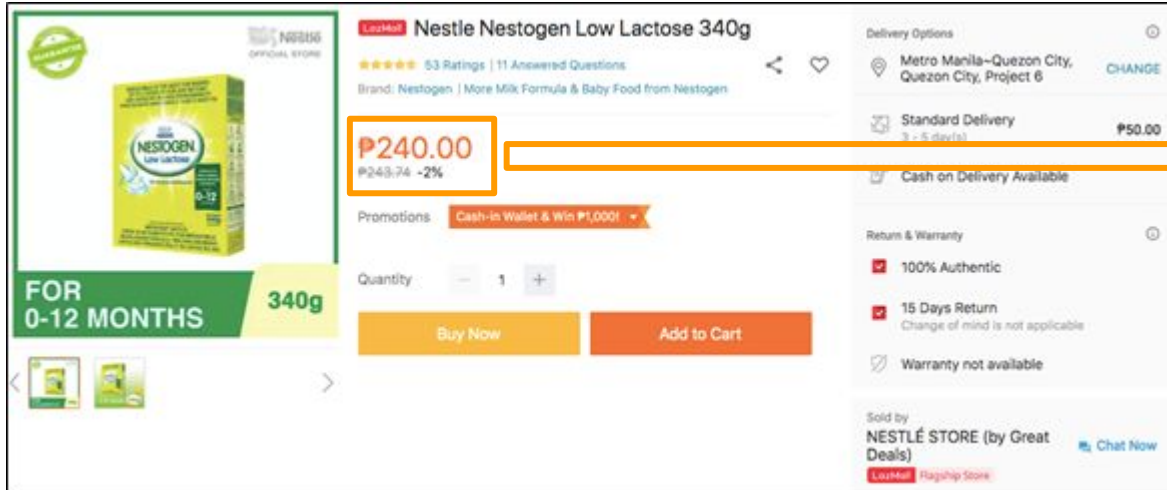 GUARANTEE
Nestlé
OFFICIAL STORE
NESTOGEN
Low Lactose
0-12
FOR
0-12 MONTHS
340g
LazMall Nestle Nestogen Low Lactose 340g
53 Ratings | 11 Answered Questions
Brand: Nestogen | More Milk Formula & Baby Food from Nestogen
₱240.00
₱243.74 -2%
Promotions Cash-in Wallet & Win ₱1,000!
Quantity − 1 +
Buy Now Add to Cart
Delivery Options
Metro Manila~Quezon City, Quezon City, Project 6 CHANGE
Standard Delivery ₱50.00
3 - 5 day(s)
Cash on Delivery Available
Return & Warranty
100% Authentic
15 Days Return
Change of mind is not applicable
Warranty not available
Sold by
NESTLÉ STORE (by Great
Deals)
Chat Now
LazMall Flagship Store